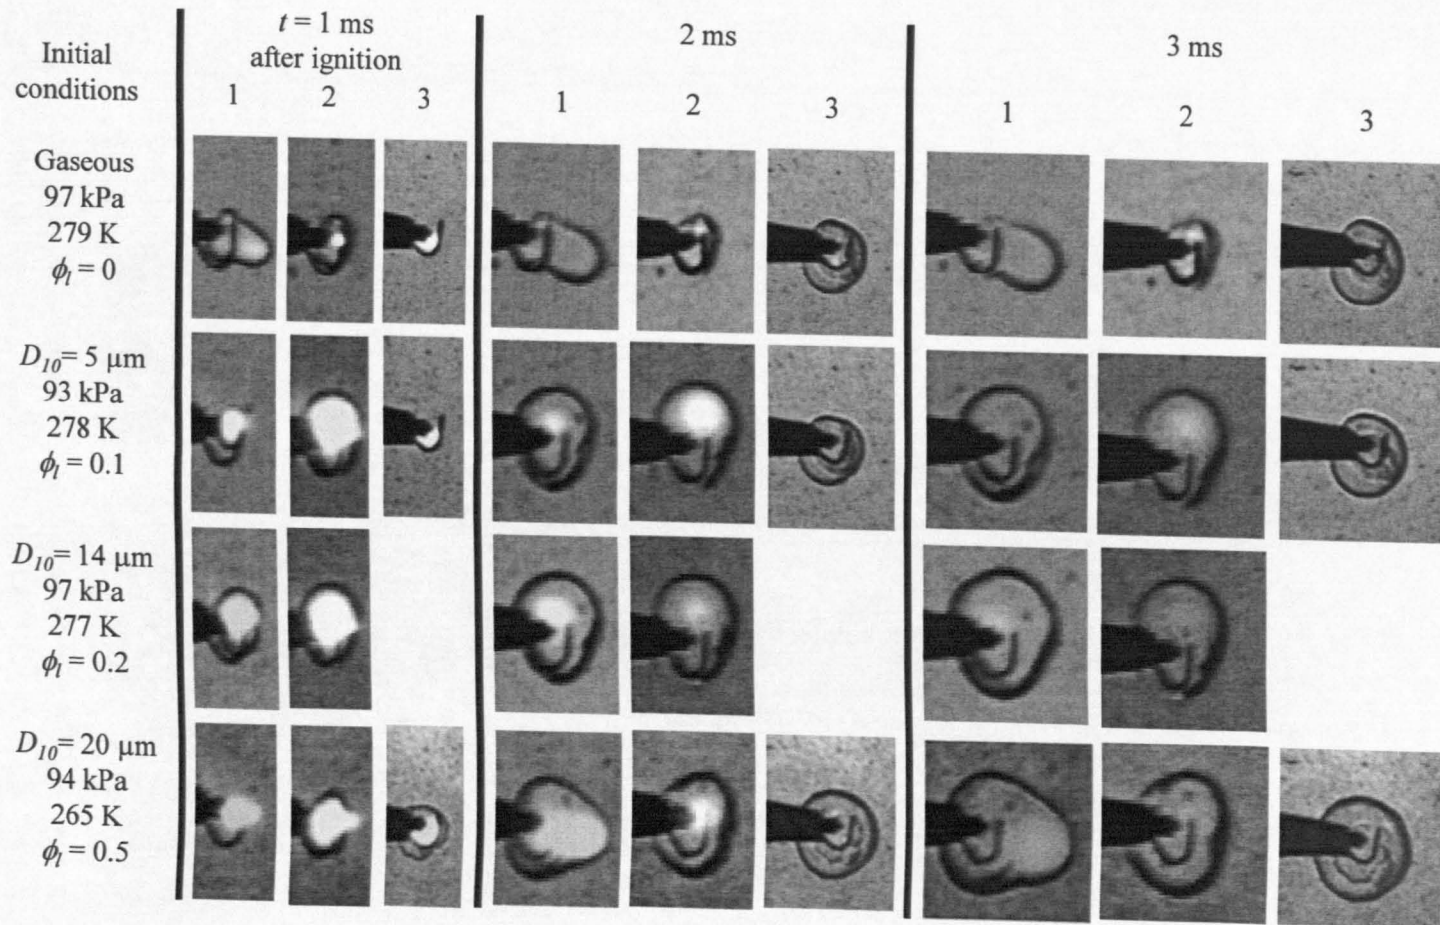 Initial
conditions
t = 1 ms
after ignition
2 ms
3 ms
1 2 3
1 2 3
1 2 3
Gaseous
97 kPa
279 K
ϕl = 0
D10= 5 µm
93 kPa
278 K
ϕl = 0.1
D10= 14 µm
97 kPa
277 K
ϕl = 0.2
D10= 20 µm
94 kPa
265 K
ϕl = 0.5